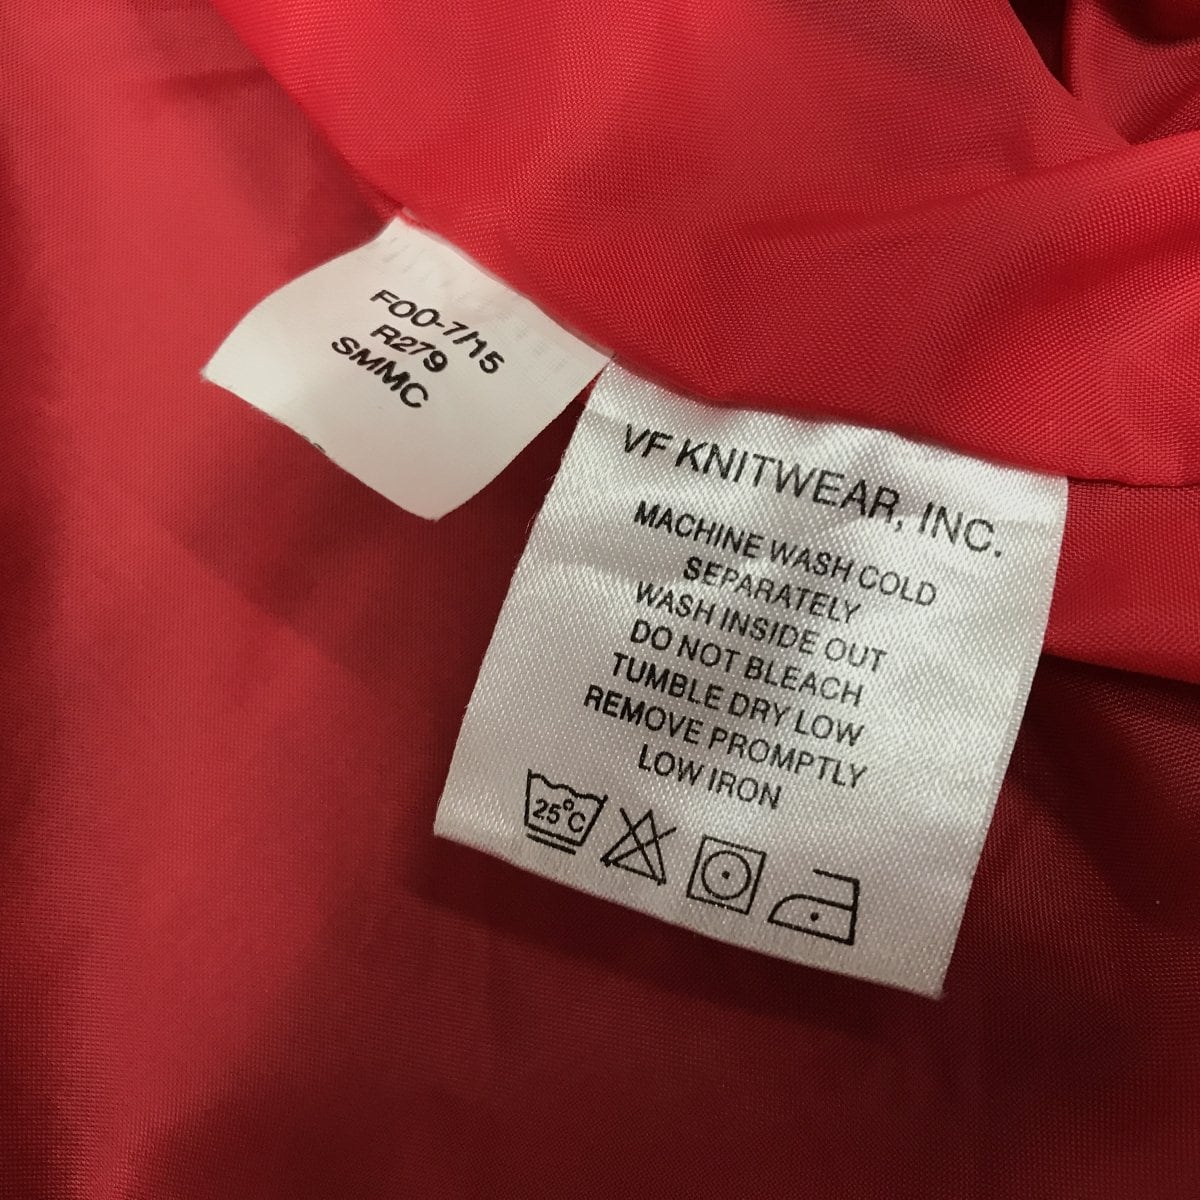 FOO-7/15
R279
SMMC
VF KNITWEAR, INC.
MACHINE WASH COLD
SEPARATELY
WASH INSIDE OUT
DO NOT BLEACH
TUMBLE DRY LOW
REMOVE PROMPTLY
LOW IRON
25°C